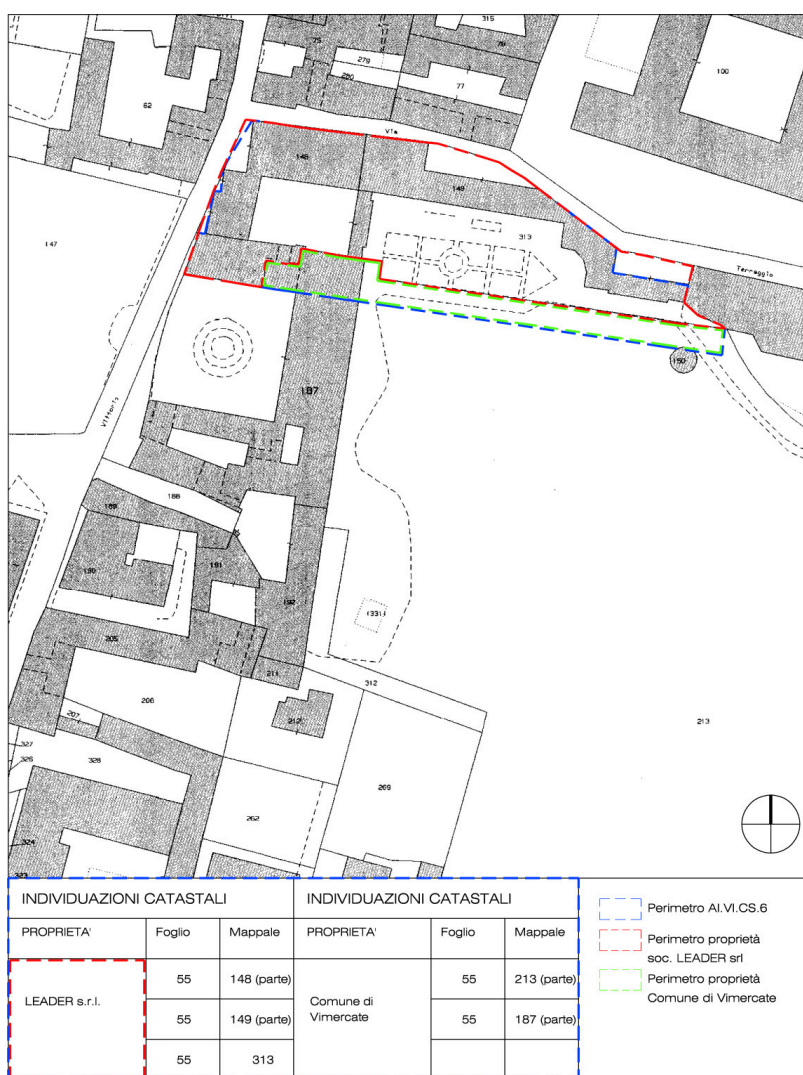 315
75
76
279
280
77
100
62
Via
148
149
147
313
Terraggio
150
187
Vittorio
188
189
190
191
192
(331)
205
211
312
206
212
213
207
327
326
328
269
262
324
323
INDIVIDUAZIONI CATASTALI INDIVIDUAZIONI CATASTALI
PROPRIETA' Foglio Mappale PROPRIETA' Foglio Mappale
LEADER s.r.l. 55 148 (parte) Comune di Vimercate 55 213 (parte)
55 149 (parte) 55 187 (parte)
55 313
Perimetro AI.VI.CS.6
Perimetro proprietà
soc. LEADER srl
Perimetro proprietà
Comune di Vimercate